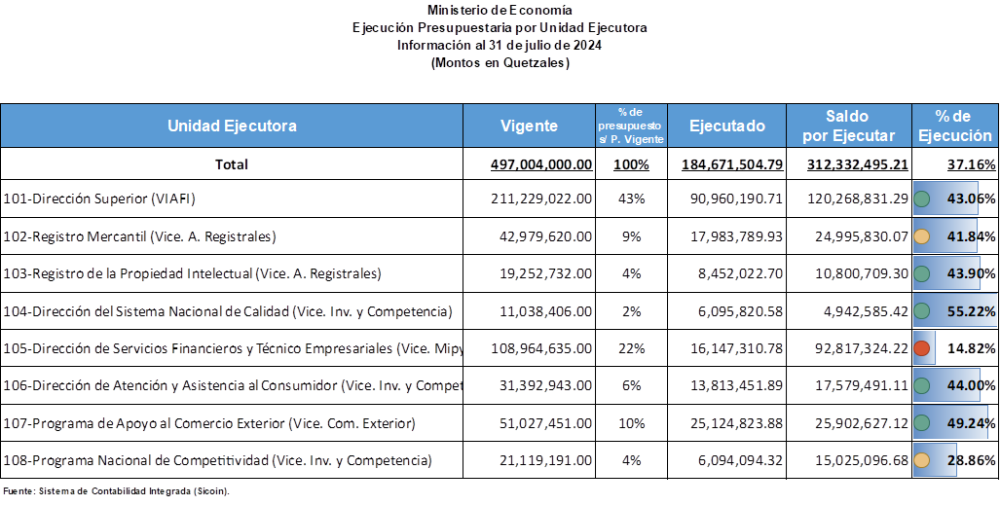 Ministerio de Economía
Ejecución Presupuestaria por Unidad Ejecutora
Información al 31 de julio de 2024
(Montos en Quetzales)
Unidad Ejecutora Vigente % de presupuesto s/ P. Vigente Ejecutado Saldo por Ejecutar % de Ejecución
Total 497,004,000.00 100% 184,671,504.79 312,332,495.21 37.16%
101-Dirección Superior (VIAFI) 211,229,022.00 43% 90,960,190.71 120,268,831.29 43.06%
102-Registro Mercantil (Vice. A. Registrales) 42,979,620.00 9% 17,983,789.93 24,995,830.07 41.84%
103-Registro de la Propiedad Intelectual (Vice. A. Registrales) 19,252,732.00 4% 8,452,022.70 10,800,709.30 43.90%
104-Dirección del Sistema Nacional de Calidad (Vice. Inv. y Competencia) 11,038,406.00 2% 6,095,820.58 4,942,585.42 55.22%
105-Dirección de Servicios Financieros y Técnico Empresariales (Vice. Mipy 108,964,635.00 22% 16,147,310.78 92,817,324.22 14.82%
106-Dirección de Atención y Asistencia al Consumidor (Vice. Inv. y Compet 31,392,943.00 6% 13,813,451.89 17,579,491.11 44.00%
107-Programa de Apoyo al Comercio Exterior (Vice. Com. Exterior) 51,027,451.00 10% 25,124,823.88 25,902,627.12 49.24%
108-Programa Nacional de Competitividad (Vice. Inv. y Competencia) 21,119,191.00 4% 6,094,094.32 15,025,096.68 28.86%
Fuente: Sistema de Contabilidad Integrada (Sicoin).